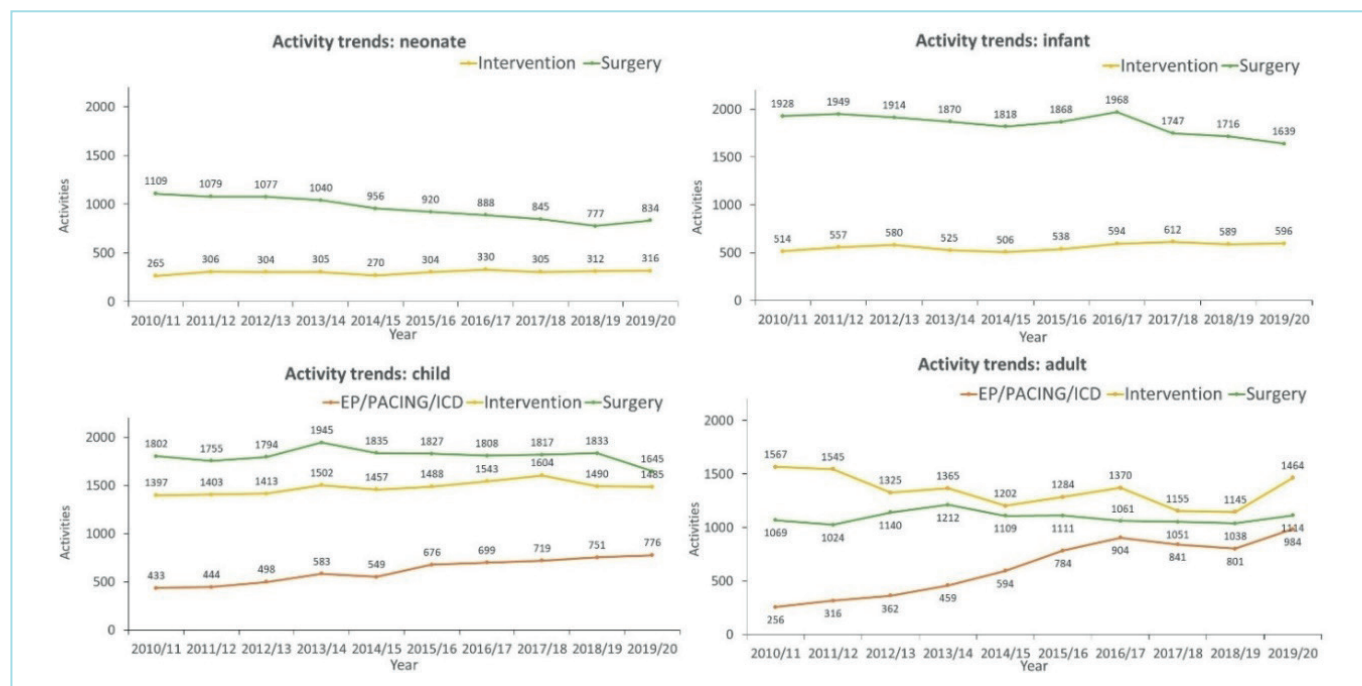 Activity trends: neonate
Intervention Surgery
2000
1500
1000
500
0
Activities
1109 1079 1077 1040 956 920 888 845 777 834
265 306 304 305 270 304 330 305 312 316
2010/11 2011/12 2012/13 2013/14 2014/15 2015/16 2016/17 2017/18 2018/19 2019/20
Year
Activity trends: infant
Intervention Surgery
2000
1500
1000
500
0
Activities
1928 1949 1914 1870 1818 1868 1968 1747 1716 1639
514 557 580 525 506 538 594 612 589 596
2010/11 2011/12 2012/13 2013/14 2014/15 2015/16 2016/17 2017/18 2018/19 2019/20
Year
Activity trends: child
EP/PACING/ICD Intervention Surgery
2000
1500
1000
500
0
Activities
1802 1755 1794 1945 1835 1827 1808 1817 1833 1645
1397 1403 1413 1502 1457 1488 1543 1604 1490 1485
433 444 498 583 549 676 699 719 751 776
2010/11 2011/12 2012/13 2013/14 2014/15 2015/16 2016/17 2017/18 2018/19 2019/20
Year
Activity trends: adult
EP/PACING/ICD Intervention Surgery
2000
1500
1000
500
0
Activities
1567 1545 1325 1365 1202 1284 1370 1155 1145 1464
1069 1024 1140 1212 1109 1111 1061 1051 1038 1114
256 316 362 459 594 784 904 841 801 984
2010/11 2011/12 2012/13 2013/14 2014/15 2015/16 2016/17 2017/18 2018/19 2019/20
Year